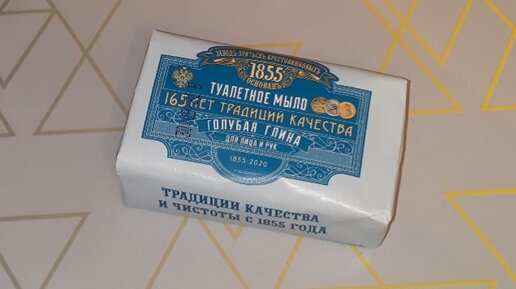 ЗАВОДЪ БРАТЬЕВЪ КРЕСТОВНИКОВЫХЪ
1855
ОСНОВАНЪ
ТУАЛЕТНОЕ МЫЛО
165 ЛЕТ ТРАДИЦИИ КАЧЕСТВА
ГОЛУБАЯ ГЛИНА
ДЛЯ ЛИЦА И РУК
1855-2020
ТРАДИЦИИ КАЧЕСТВА
И ЧИСТОТЫ С 1855 ГОДА